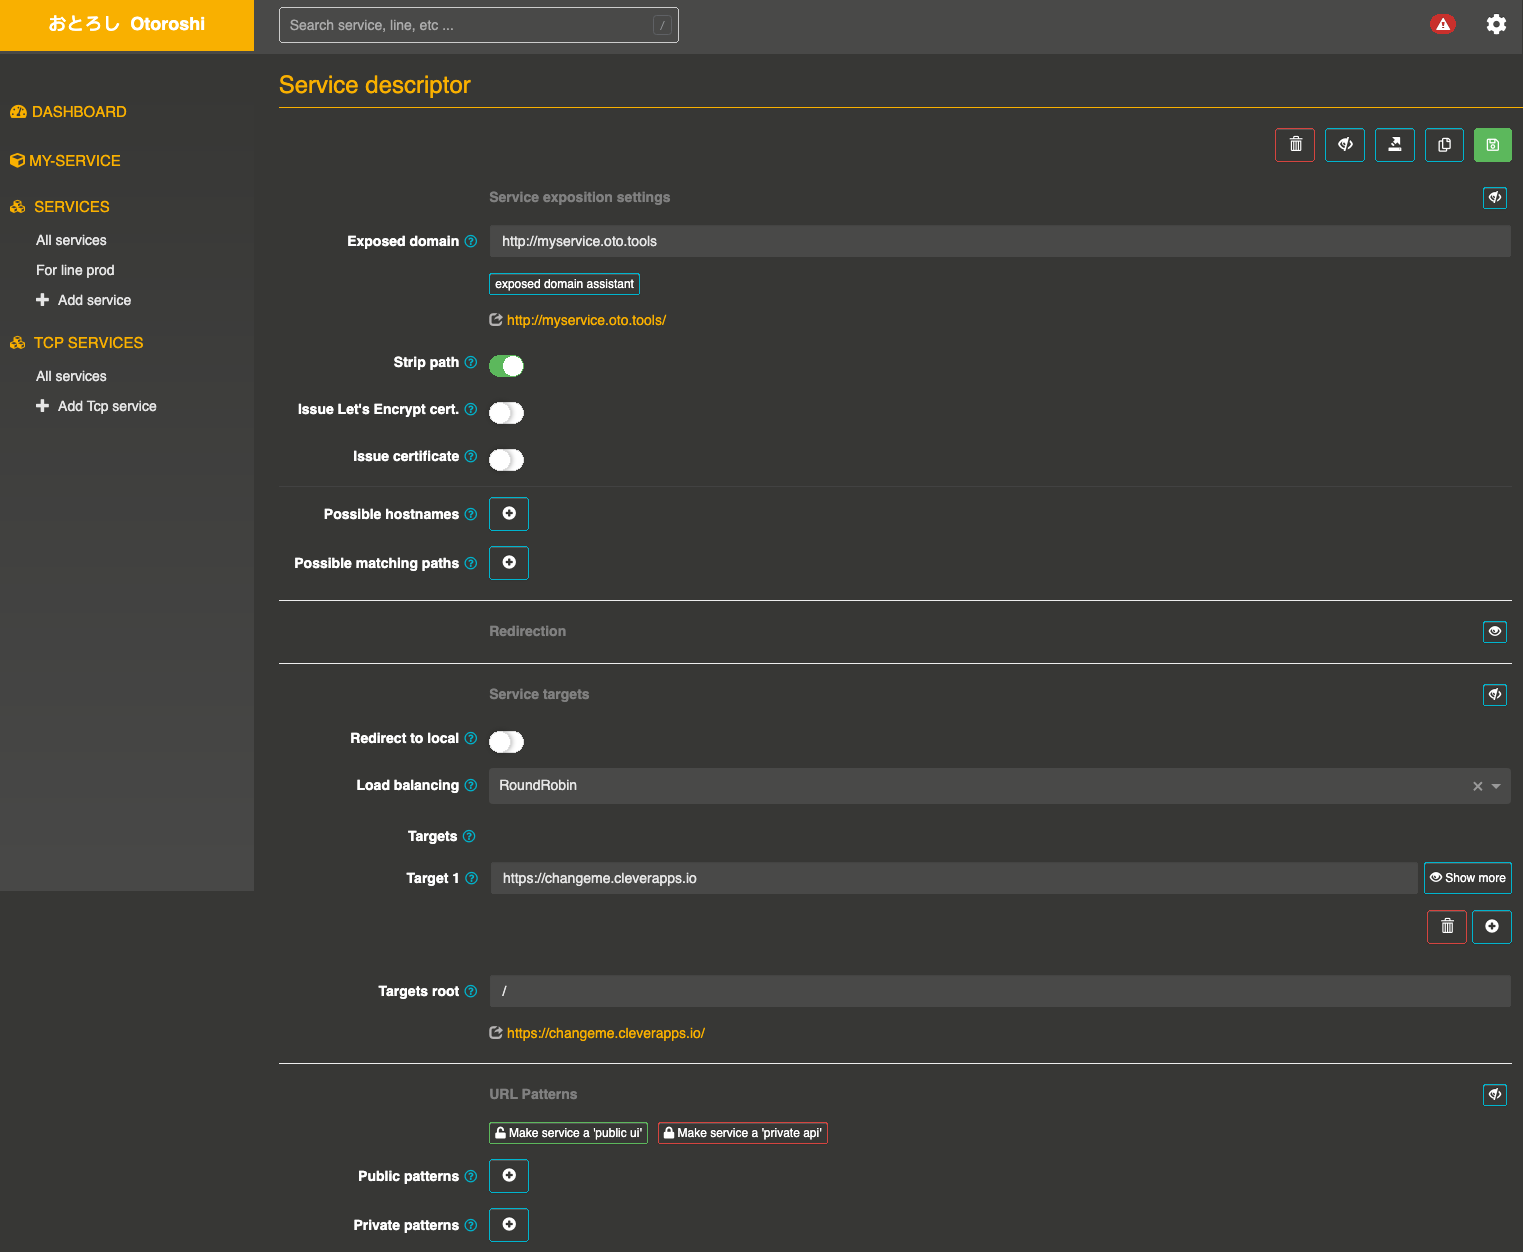 おとろし Otoroshi
Search service, line, etc ... /
DASHBOARD
MY-SERVICE
SERVICES
All services
For line prod
Add service
TCP SERVICES
All services
Add Tcp service
Service descriptor
Service exposition settings
Exposed domain http://myservice.oto.tools
exposed domain assistant
http://myservice.oto.tools/
Strip path
Issue Let's Encrypt cert.
Issue certificate
Possible hostnames
Possible matching paths
Redirection
Service targets
Redirect to local
Load balancing RoundRobin
Targets
Target 1 https://changeme.cleverapps.io Show more
Targets root /
https://changeme.cleverapps.io/
URL Patterns
Make service a 'public ui' Make service a 'private api'
Public patterns
Private patterns